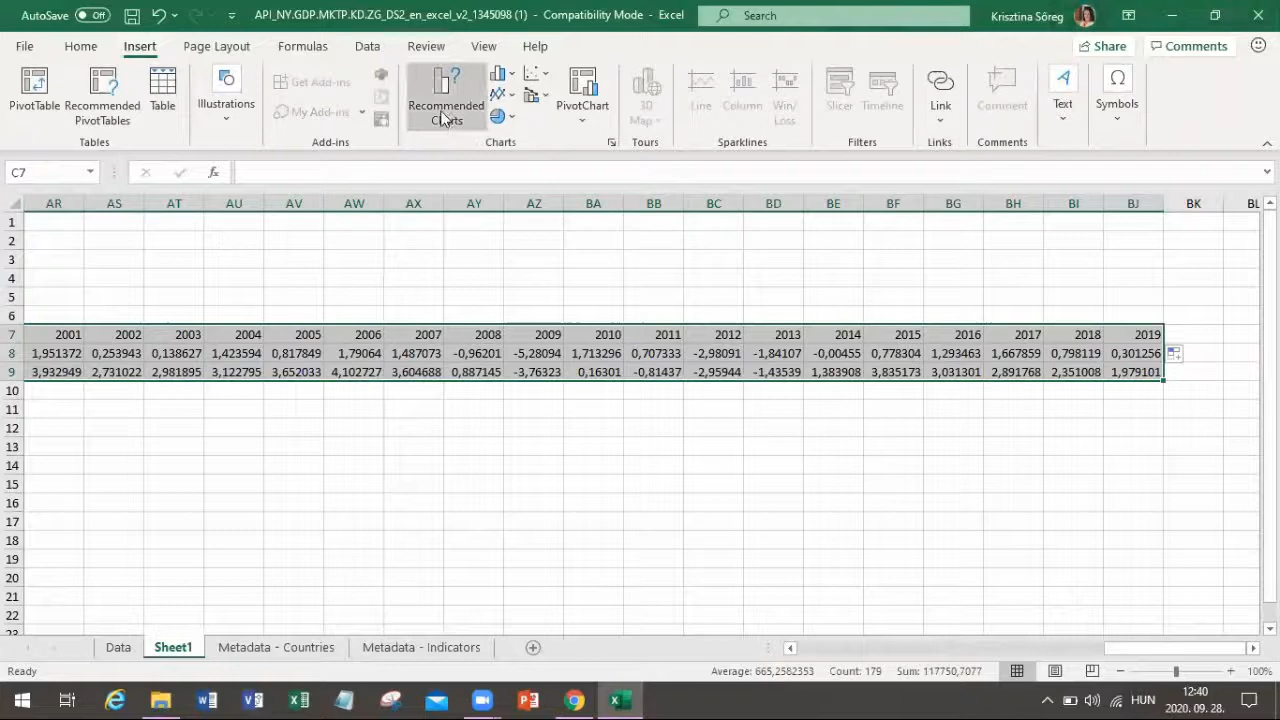 AutoSave Off API_NY.GDP.MKTP.KD.ZG_DS2_en_excel_v2_1345098 (1) - Compatibility Mode - Excel Search Krisztina Söreg
File Home Insert Page Layout Formulas Data Review View Help Share Comments
PivotTable Recommended PivotTables Table Illustrations Get Add-ins My Add-ins Recommended Charts PivotChart 3D Map Line Column Win/Loss Slicer Timeline Link Comment Text Symbols
Tables Add-ins Charts Tours Sparklines Filters Links Comments
C7 fx
AR AS AT AU AV AW AX AY AZ BA BB BC BD BE BF BG BH BI BJ BK BL
1
2
3
4
5
6
7 2001 2002 2003 2004 2005 2006 2007 2008 2009 2010 2011 2012 2013 2014 2015 2016 2017 2018 2019
8 1,951372 0,253943 0,138627 1,423594 0,817849 1,79064 1,487073 -0,96201 -5,28094 1,713296 0,707333 -2,98091 -1,84107 -0,00455 0,778304 1,293463 1,667859 0,798119 0,301256
9 3,932949 2,731022 2,981895 3,122795 3,652033 4,102727 3,604688 0,887145 -3,76323 0,16301 -0,81437 -2,95944 -1,43539 1,383908 3,835173 3,031301 2,891768 2,351008 1,979101
10
11
12
13
14
15
16
17
18
19
20
21
22
23
Data Sheet1 Metadata - Countries Metadata - Indicators
Ready Average: 665,2582353 Count: 179 Sum: 117750,7077 100%
HUN 12:40
2020. 09. 28.